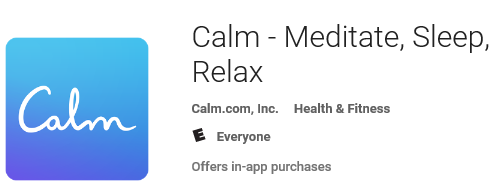 Calm
Calm - Meditate, Sleep,
Relax
Calm.com, Inc. Health & Fitness
E Everyone
Offers in-app purchases